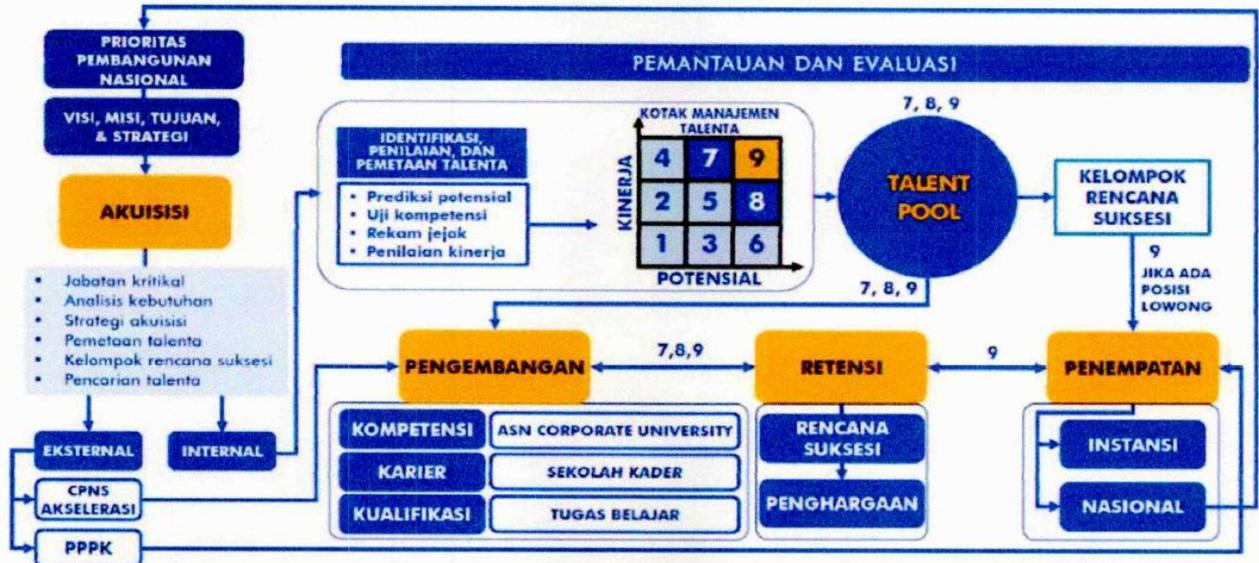 PRIORITAS
PEMBANGUNAN
NASIONAL
VISI, MISI, TUJUAN,
& STRATEGI
AKUISISI
▪ Jabatan kritikal
▪ Analisis kebutuhan
▪ Strategi akuisisi
▪ Pemetaan talenta
▪ Kelompok rencana suksesi
▪ Pencarian talenta
EKSTERNAL
INTERNAL
CPNS
AKSELERASI
PPPK
PEMANTAUAN DAN EVALUASI
IDENTIFIKASI,
PENILAIAN, DAN
PEMETAAN TALENTA
• Prediksi potensial
• Uji kompetensi
• Rekam jejak
• Penilaian kinerja
KOTAK MANAJEMEN
TALENTA
KINERJA
4 7 9
2 5 8
1 3 6
POTENSIAL
7, 8, 9
TALENT
POOL
7, 8, 9
KELOMPOK
RENCANA
SUKSESI
9
JIKA ADA
POSISI
LOWONG
PENGEMBANGAN
7,8,9
RETENSI
9
PENEMPATAN
KOMPETENSI
ASN CORPORATE UNIVERSITY
KARIER
SEKOLAH KADER
KUALIFIKASI
TUGAS BELAJAR
RENCANA
SUKSESI
PENGHARGAAN
INSTANSI
NASIONAL